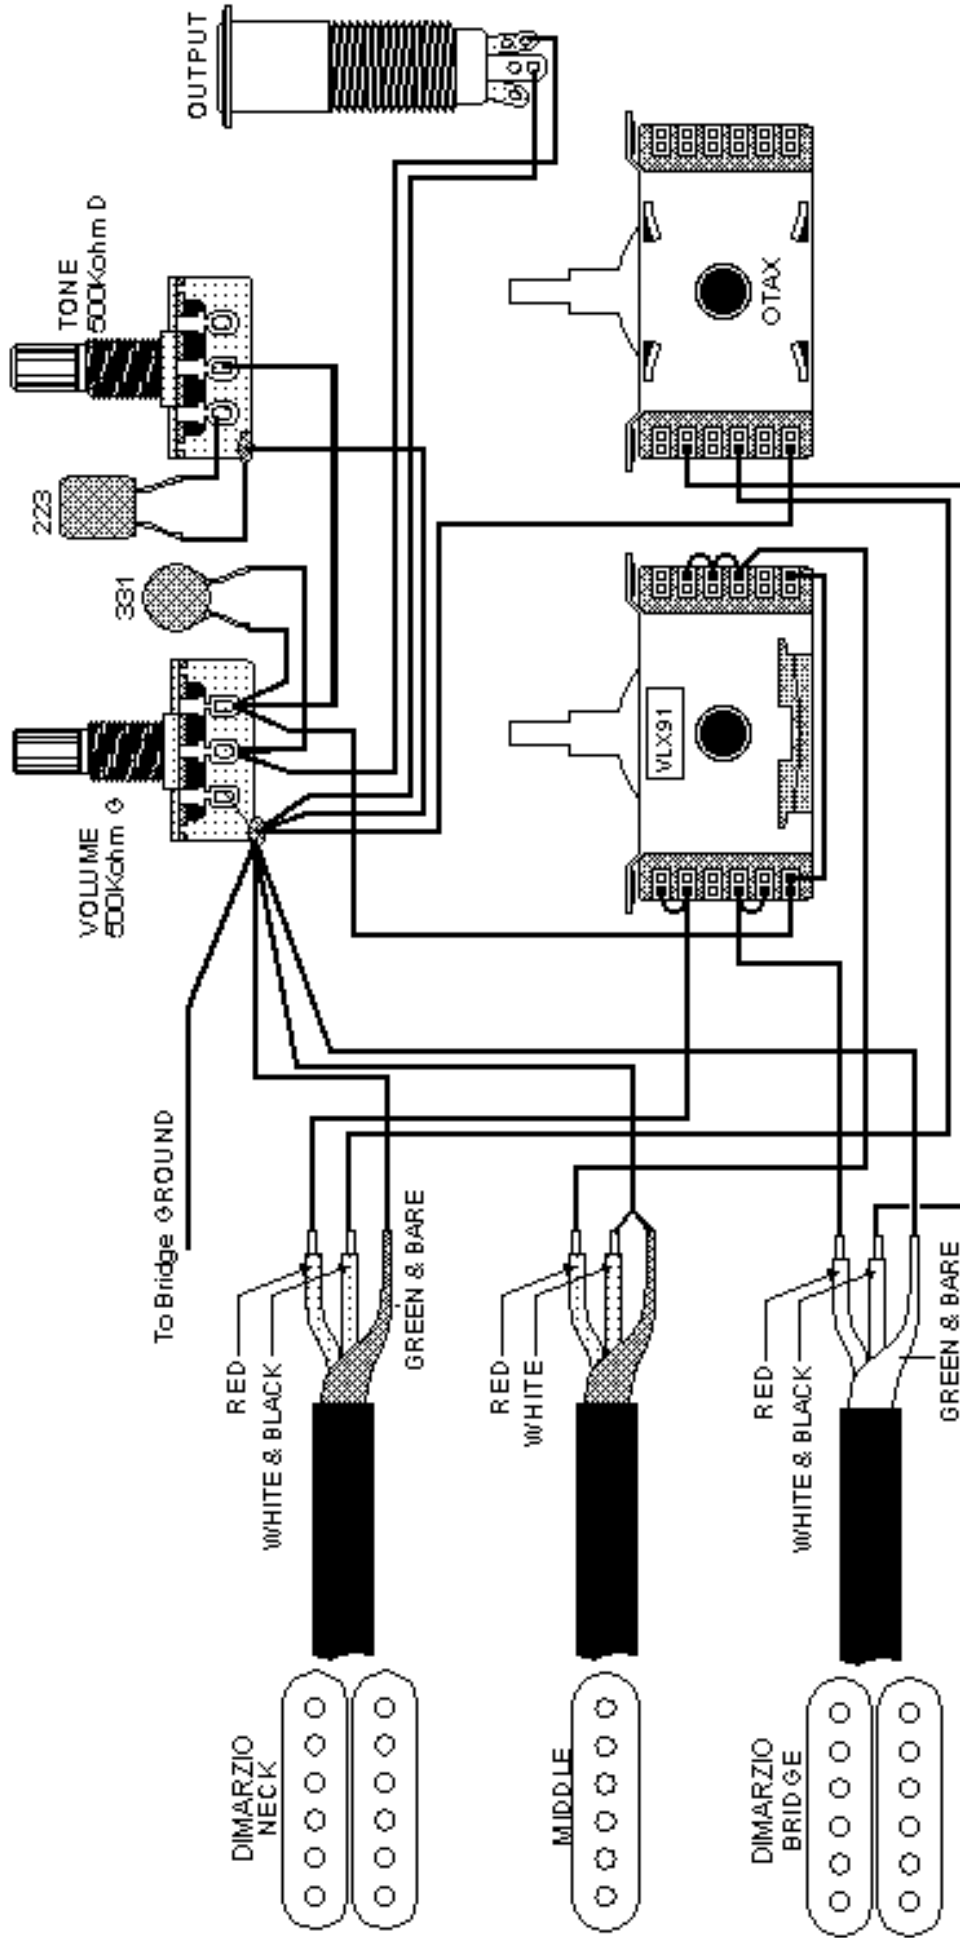 OUTPUT
TONE
500Kohm D
223
331
VOLUME
500Kohm G
OTAX
VLX91
To Bridge GROUND
RED
WHITE & BLACK
GREEN & BARE
RED
WHITE
RED
WHITE & BLACK
GREEN & BARE
DIMARZIO
NECK
MIDDLE
DIMARZIO
BRIDGE